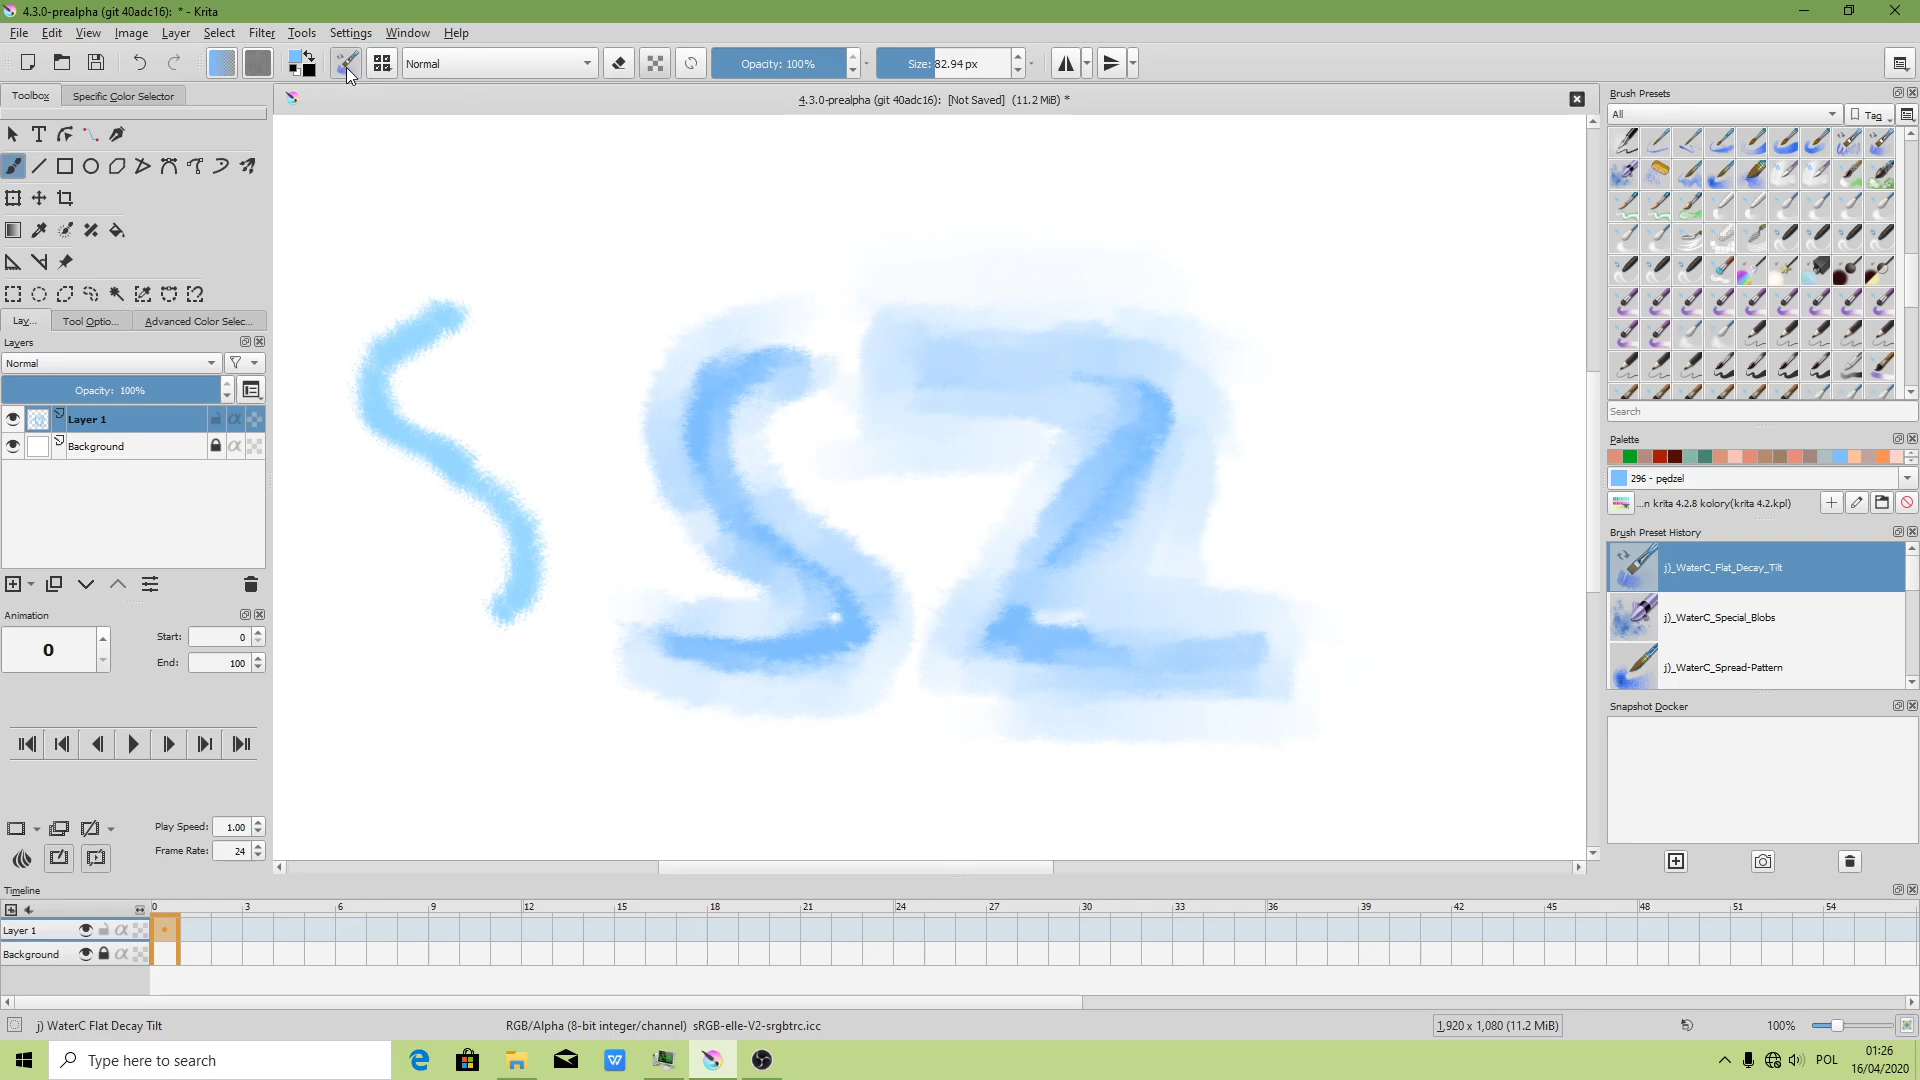 4.3.0-prealpha (git 40adc16):  * - Krita
File Edit View Image Layer Select Filter Tools Settings Window Help
Normal Opacity: 100% Size: 82.94 px
Toolbox Specific Color Selector
4.3.0-prealpha (git 40adc16):  [Not Saved]  (11.2 MiB) *
Brush Presets
All Tag
Lay... Tool Optio... Advanced Color Selec...
Layers
Normal
Opacity: 100%
Layer 1
Background
Search
Palette
296 - pędzel
...n krita 4.2.8 kolory(krita 4.2.kpl)
Brush Preset History
j)_WaterC_Flat_Decay_Tilt
j)_WaterC_Special_Blobs
j)_WaterC_Spread-Pattern
Animation
0 Start: 0
End: 100
Snapshot Docker
Play Speed: 1.00
Frame Rate: 24
Timeline
0 3 6 9 12 15 18 21 24 27 30 33 36 39 42 45 48 51 54
Layer 1
Background
j) WaterC Flat Decay Tilt RGB/Alpha (8-bit integer/channel)  sRGB-elle-V2-srgbtrc.icc 1,920 x 1,080 (11.2 MiB) 100%
Type here to search POL 01:26
16/04/2020